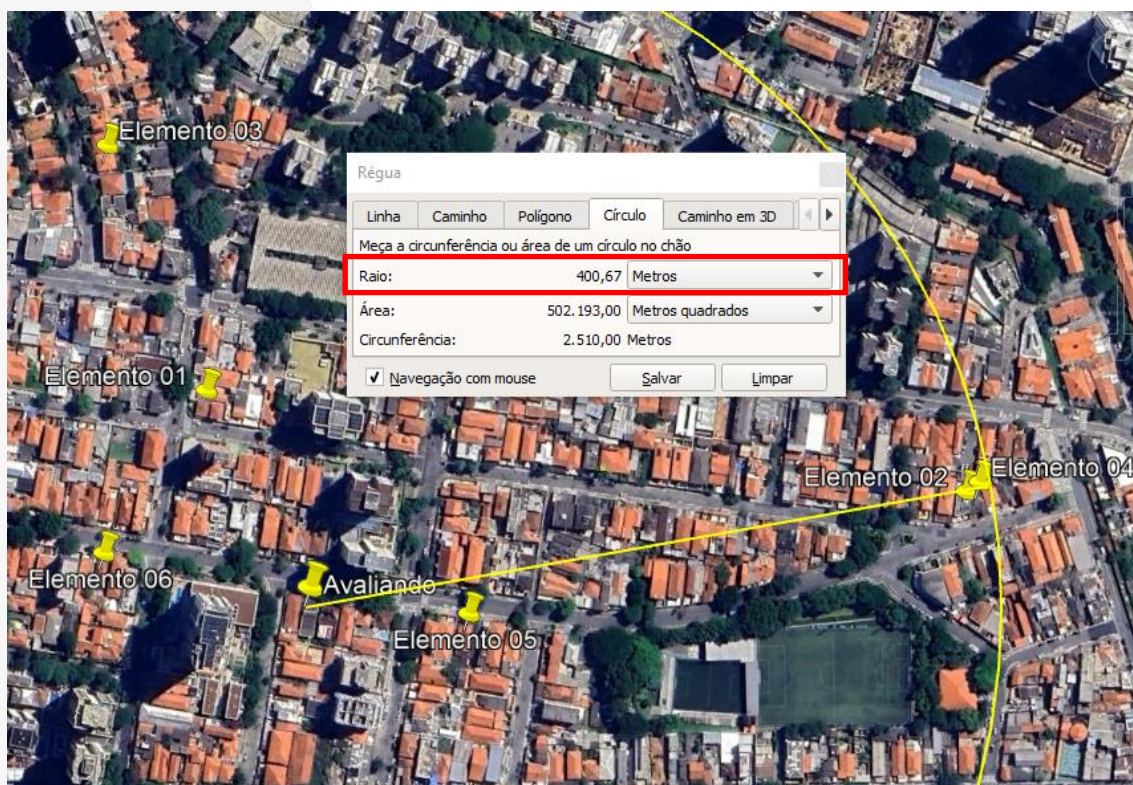 Elemento 03
Régua
Linha Caminho Polígono Círculo Caminho em 3D
Meça a circunferência ou área de um círculo no chão
Raio: 400,67 Metros
Área: 502.193,00 Metros quadrados
Circunferência: 2.510,00 Metros
Navegação com mouse Salvar Limpar
Elemento 01
Elemento 02 Elemento 04
Elemento 06
Avaliando
Elemento 05